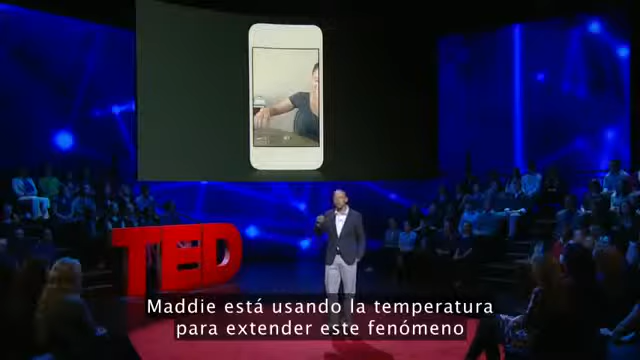 TED
Maddie está usando la temperatura
para extender este fenómeno